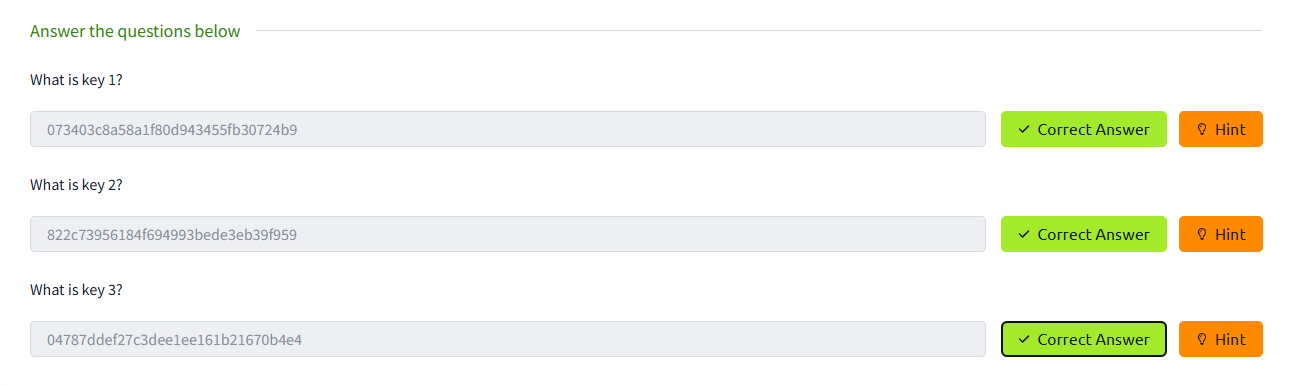 Answer the questions below
What is key 1?
073403c8a58a1f80d943455fb30724b9
Correct Answer
Hint
What is key 2?
822c73956184f694993bede3eb39f959
Correct Answer
Hint
What is key 3?
04787ddef27c3dee1ee161b21670b4e4
Correct Answer
Hint